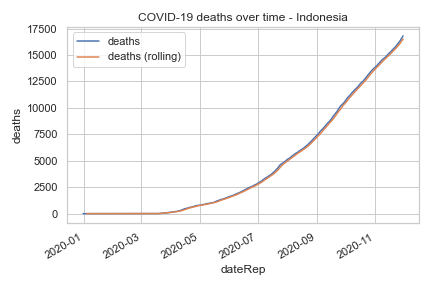 COVID-19 deaths over time - Indonesia
deaths
deaths (rolling)
17500
15000
12500
10000
7500
5000
2500
0
deaths
2020-01
2020-03
2020-05
2020-07
2020-09
2020-11
dateRep